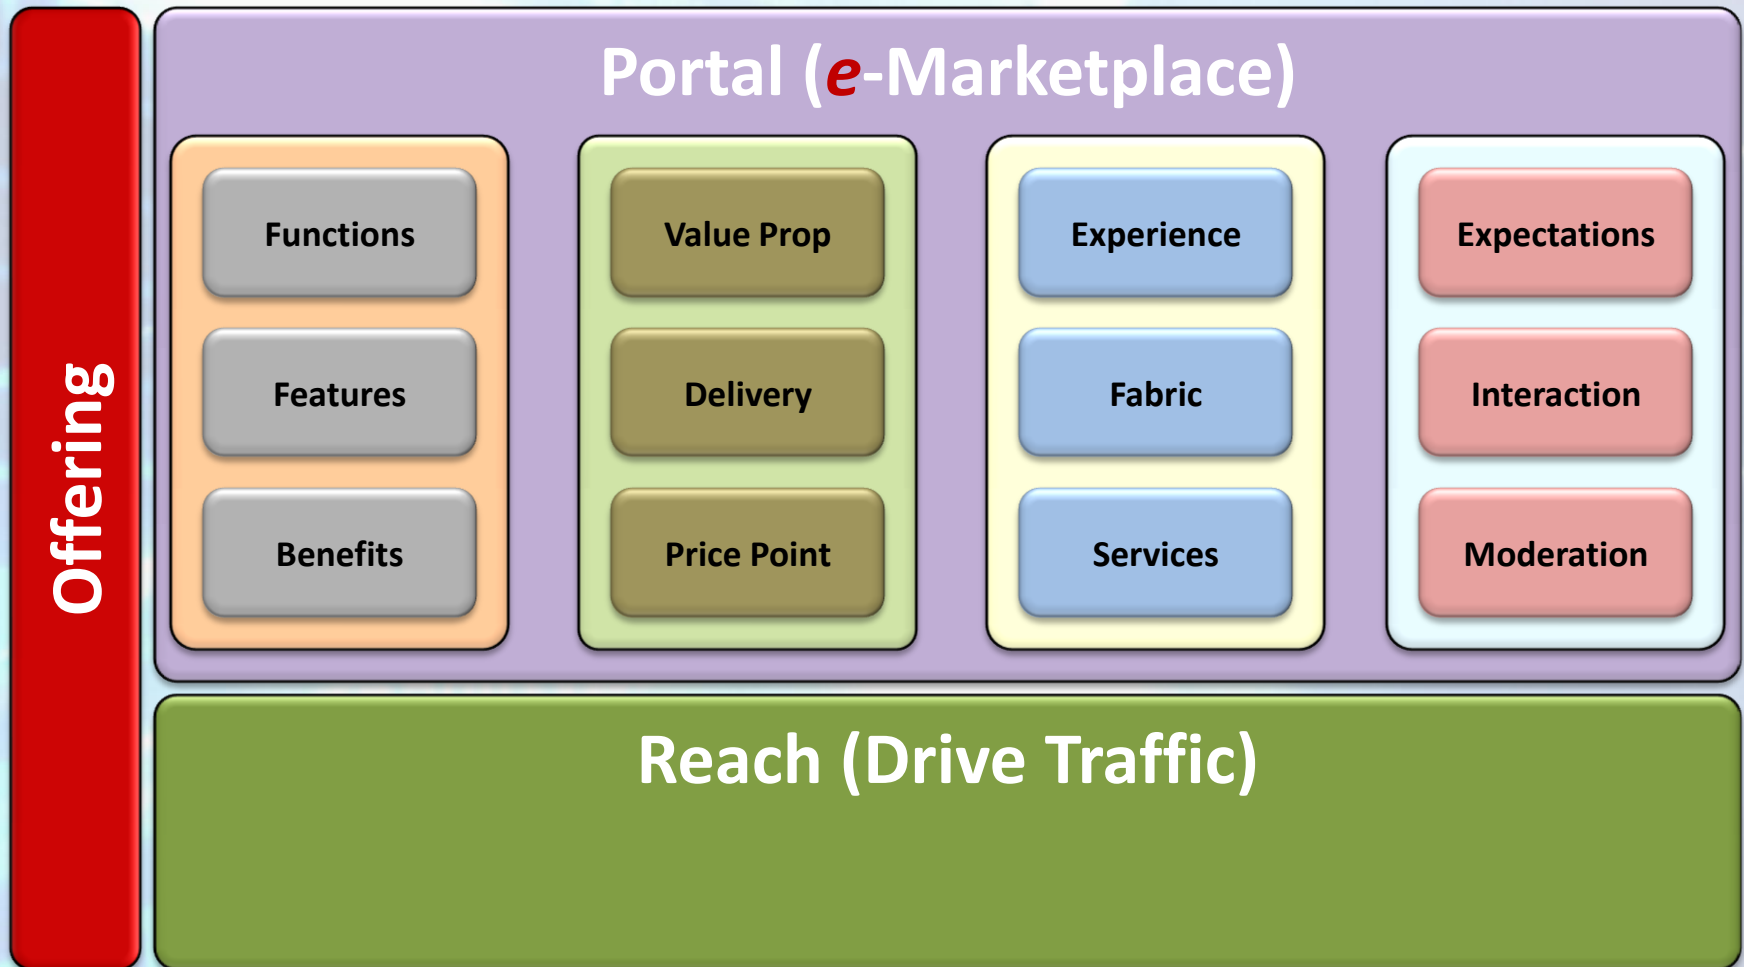 Offering
Portal (e-Marketplace)
Functions
Features
Benefits
Value Prop
Delivery
Price Point
Experience
Fabric
Services
Expectations
Interaction
Moderation
Reach (Drive Traffic)